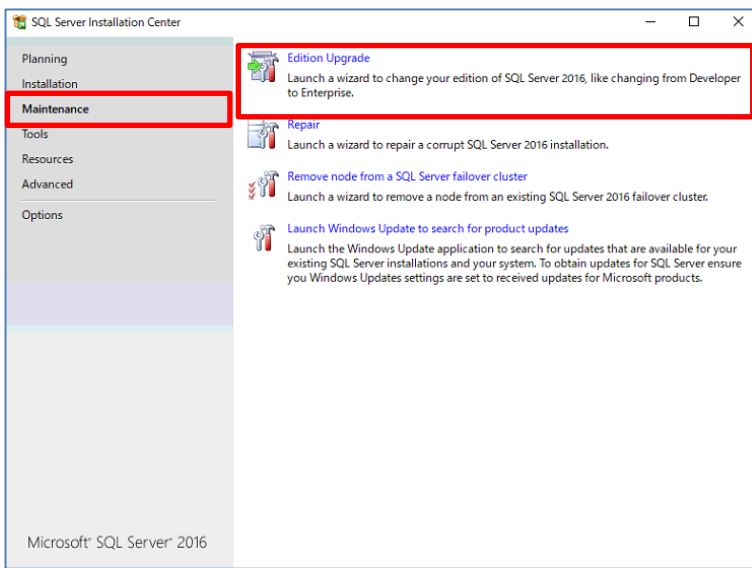 SQL Server Installation Center
Planning
Installation
Maintenance
Tools
Resources
Advanced
Options
Edition Upgrade
Launch a wizard to change your edition of SQL Server 2016, like changing from Developer
to Enterprise.
Repair
Launch a wizard to repair a corrupt SQL Server 2016 installation.
Remove node from a SQL Server failover cluster
Launch a wizard to remove a node from an existing SQL Server 2016 failover cluster.
Launch Windows Update to search for product updates
Launch the Windows Update application to search for updates that are available for your
existing SQL Server installations and your system. To obtain updates for SQL Server ensure
you Windows Updates settings are set to received updates for Microsoft products.
Microsoft® SQL Server® 2016